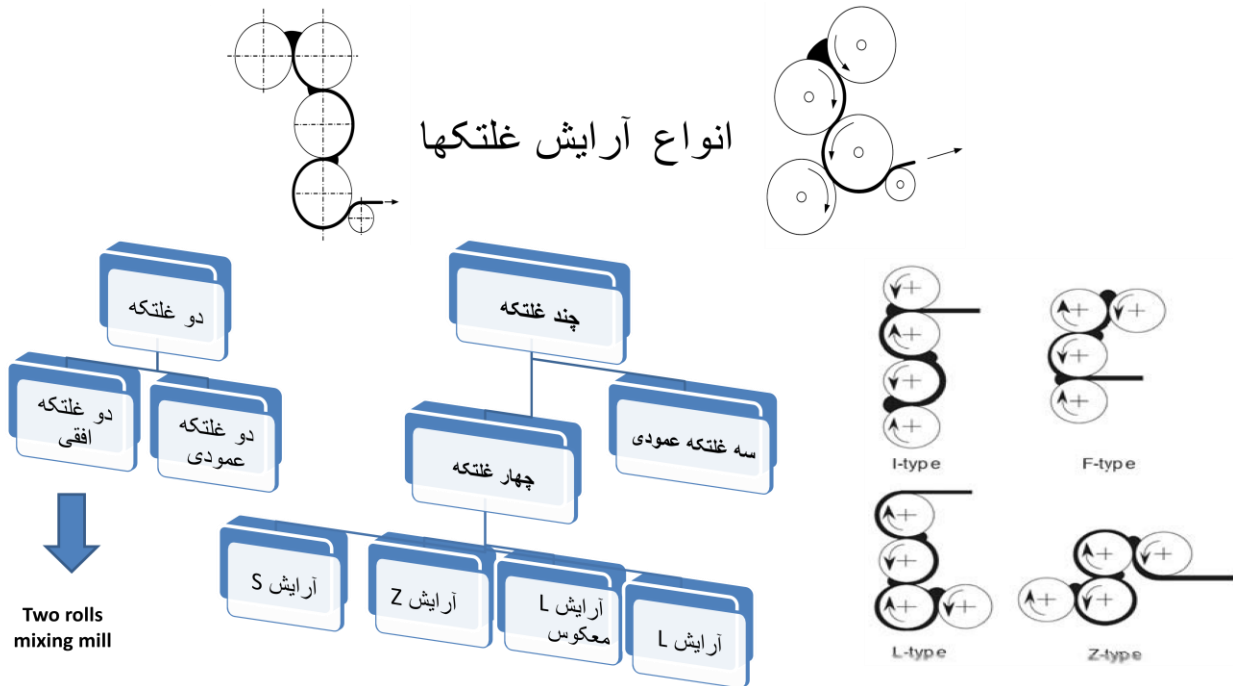 انواع آرایش غلتکها
دو غلتکه
دو غلتکه
افقی
دو غلتکه
عمودی
Two rolls
mixing mill
چند غلتکه
چهار غلتکه
سه غلتکه عمودی
آرایش S
آرایش Z
آرایش L
معکوس
آرایش L
I-type
F-type
L-type
Z-type